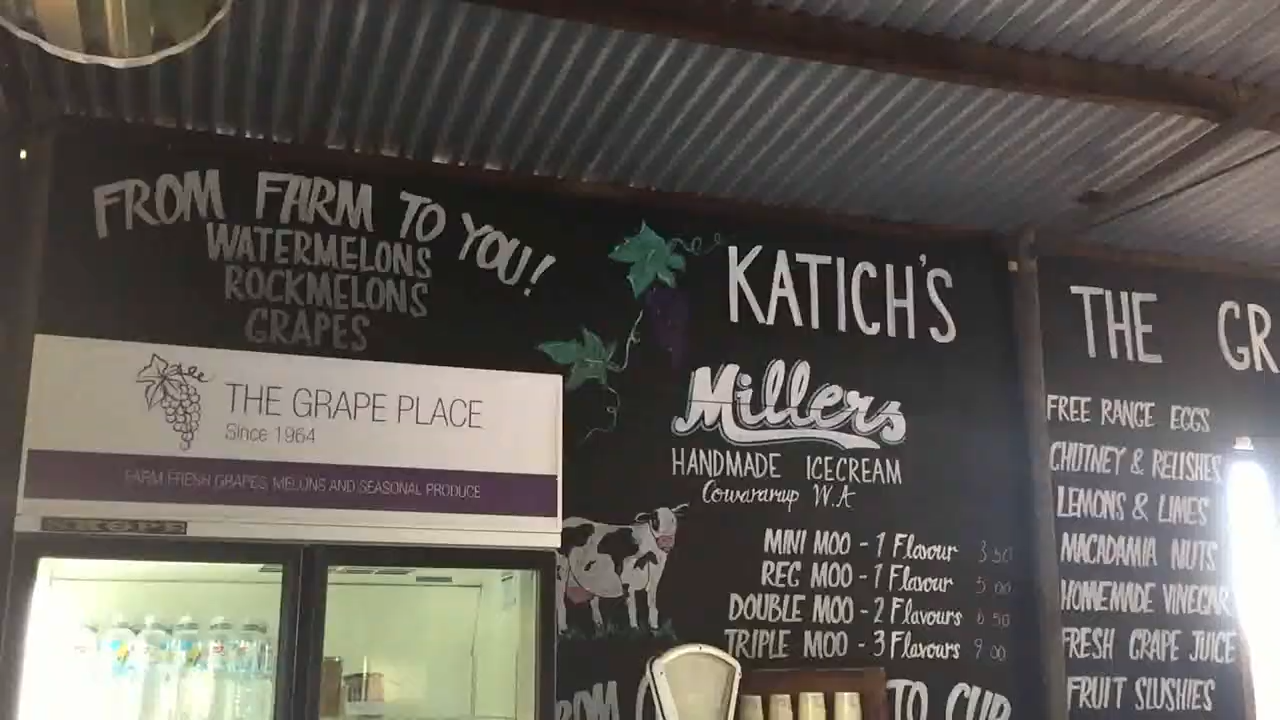 FROM FARM TO YOU!
WATERMELONS
ROCKMELONS
GRAPES
THE GRAPE PLACE
Since 1964
FARM FRESH GRAPES, MELONS AND SEASONAL PRODUCE
SKOPE
KATICH'S
Millers
HANDMADE ICECREAM
Cowaramup W.A
MINI MOO - 1 Flavour 3 50
REG MOO - 1 Flavour 5 00
DOUBLE MOO - 2 Flavours 6 50
TRIPLE MOO - 3 Flavours 9 00
TO CUP
THE GR
FREE RANGE EGGS
CHUTNEY & RELISHES
LEMONS & LIMES
MACADAMIA NUTS
HOMEMADE VINEGAR
FRESH GRAPE JUICE
FRUIT SLUSHIES